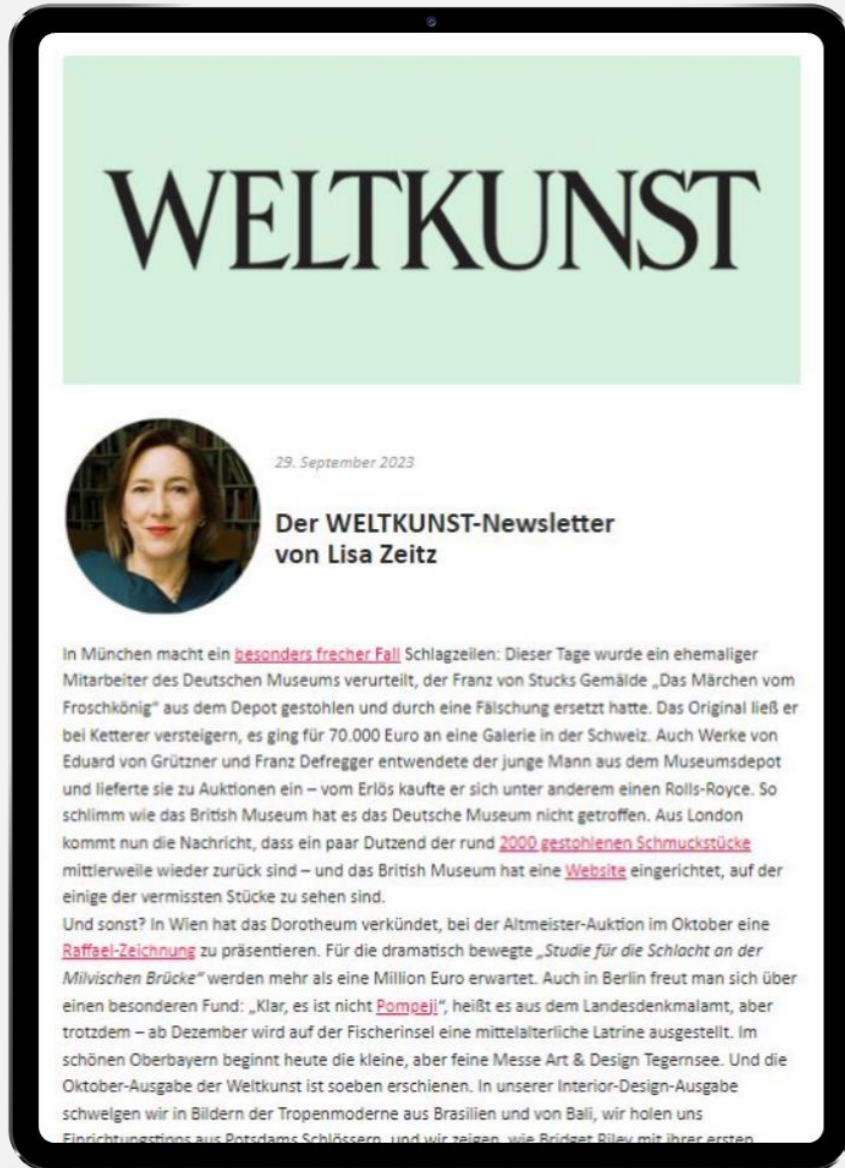 WELTKUNST
29. September 2023
Der WELTKUNST-Newsletter
von Lisa Zeitz
In München macht ein besonders frecher Fall Schlagzeilen: Dieser Tage wurde ein ehemaliger
Mitarbeiter des Deutschen Museums verurteilt, der Franz von Stucks Gemälde „Das Märchen vom
Froschkönig“ aus dem Depot gestohlen und durch eine Fälschung ersetzt hatte. Das Original ließ er
bei Ketterer versteigern, es ging für 70.000 Euro an eine Galerie in der Schweiz. Auch Werke von
Eduard von Grützner und Franz Defregger entwendete der junge Mann aus dem Museumsdepot
und lieferte sie zu Auktionen ein – vom Erlös kaufte er sich unter anderem einen Rolls-Royce. So
schlimm wie das British Museum hat es das Deutsche Museum nicht getroffen. Aus London
kommt nun die Nachricht, dass ein paar Dutzend der rund 2000 gestohlenen Schmuckstücke
mittlerweile wieder zurück sind – und das British Museum hat eine Website eingerichtet, auf der
einige der vermissten Stücke zu sehen sind.
Und sonst? In Wien hat das Dorotheum verkündet, bei der Altmeister-Auktion im Oktober eine
Raffael-Zeichnung zu präsentieren. Für die dramatisch bewegte „Studie für die Schlacht an der
Milvischen Brücke“ werden mehr als eine Million Euro erwartet. Auch in Berlin freut man sich über
einen besonderen Fund: „Klar, es ist nicht Pompeji“, heißt es aus dem Landesdenkmalamt, aber
trotzdem – ab Dezember wird auf der Fischerinsel eine mittelalterliche Latrine ausgestellt. Im
schönen Oberbayern beginnt heute die kleine, aber feine Messe Art & Design Tegernsee. Und die
Oktober-Ausgabe der Weltkunst ist soeben erschienen. In unserer Interior-Design-Ausgabe
schwelgen wir in Bildern der Tropenmoderne aus Brasilien und von Bali, wir holen uns
Einrichtungstipps aus Potsdams Schlössern, und wir zeigen, wie Bridget Riley mit ihrer ersten